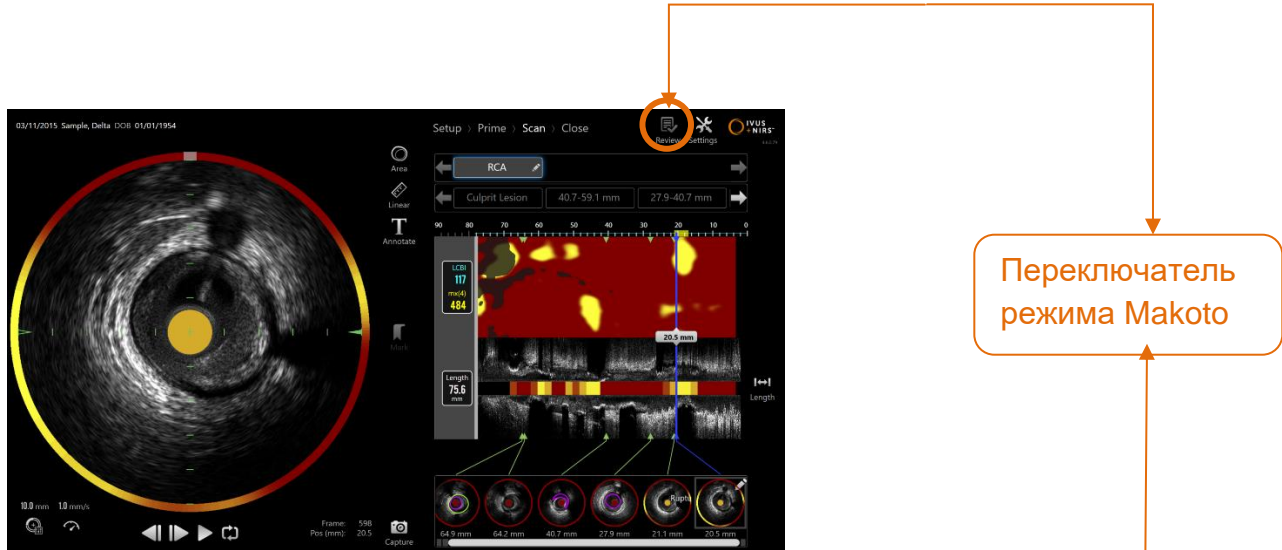 03/11/2015 Sample, Delta DOB 01/01/1954
Setup > Prime > Scan > Close
Review
Settings
IVUS
+NIRS
Area
Linear
T
Annotate
Mark
RCA
Culprit Lesion 40.7-59.1 mm 27.9-40.7 mm
90 80 70 60 50 40 30 20 10 0
LCBI
117
mx(4)
484
20.5 mm
Length
75.6
mm
Length
Переключатель
режима Makoto
10.0 mm 1.0 mm/s
Frame: 598
Pos (mm): 20.5
Capture
64.9 mm 64.2 mm 40.7 mm 27.9 mm 21.1 mm 20.5 mm